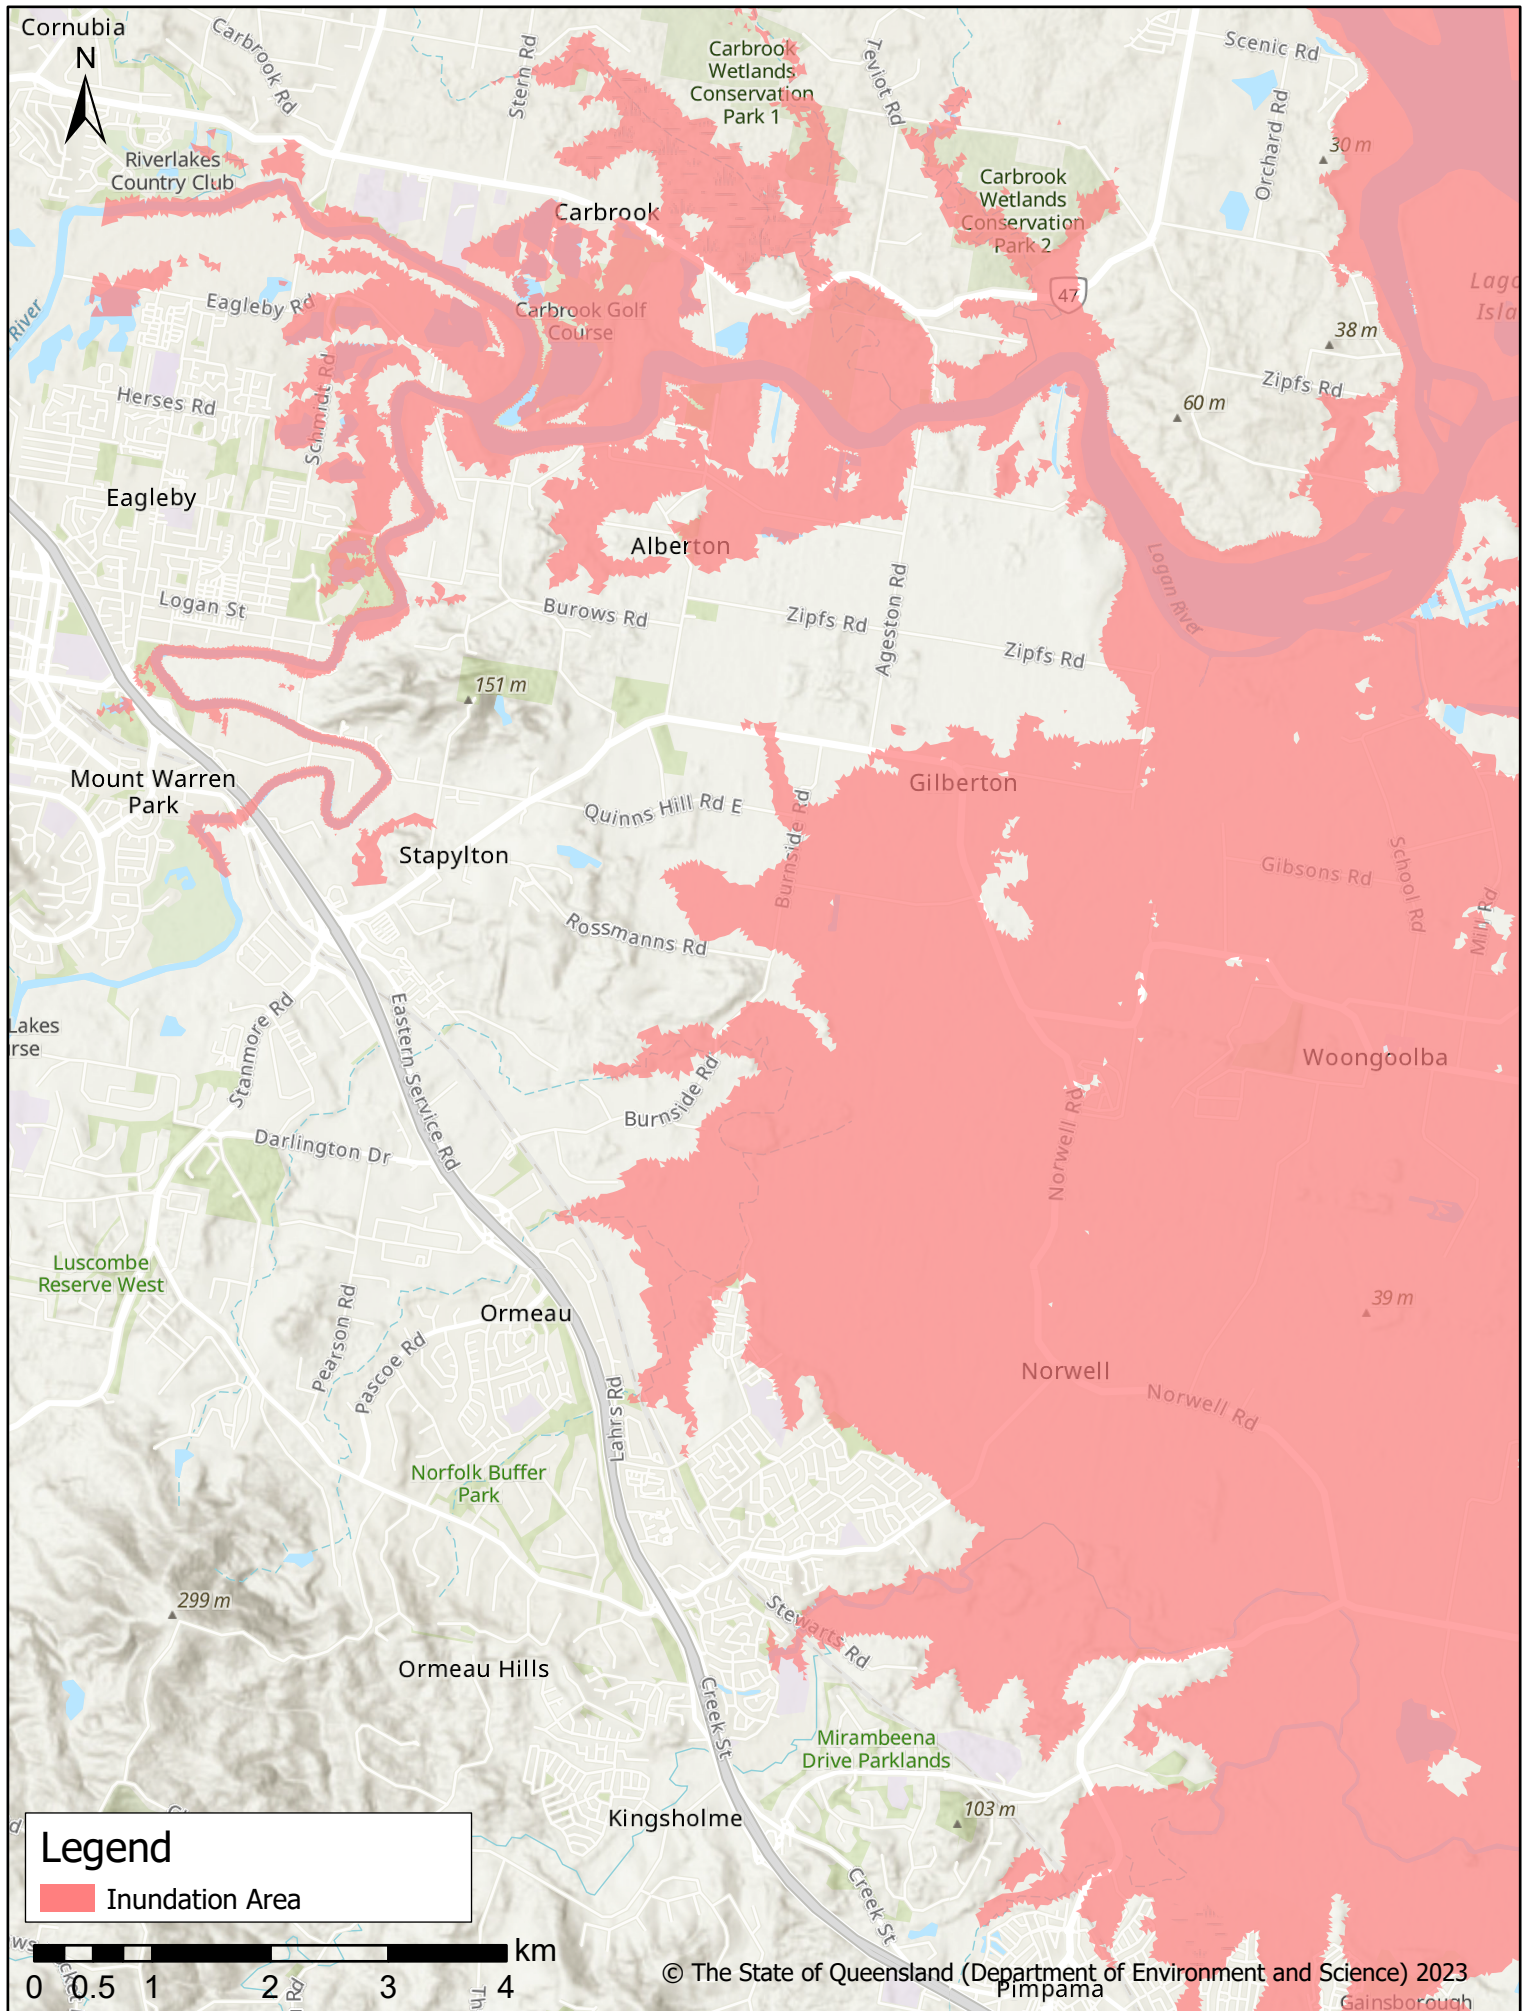 Cornubia
N
Carbrook Rd
Stern Rd
Carbrook
Wetlands
Conservation
Park 1
Teviot Rd
Scenic Rd
Orchard Rd
30 m
Riverlakes
Country Club
Carbrook
Carbrook
Wetlands
Conservation
Park 2
47
River
Eagleby Rd
Carbrook Golf
Course
38 m
Zipfs Rd
60 m
Herses Rd
Schmidt Rd
Eagleby
Alberton
Logan River
Logan St
Burows Rd
Zipfs Rd
Ageston Rd
Zipfs Rd
151 m
Mount Warren
Park
Quinns Hill Rd E
Burnside Rd
Gilberton
Stapylton
Gibsons Rd
School Rd
Mill Rd
Rossmanns Rd
Lakes
Stanmore Rd
Eastern Service Rd
Burnside Rd
Woongoolba
Norwell Rd
Darlington Dr
Luscombe
Reserve West
Ormeau
39 m
Pearson Rd
Pascoe Rd
Lahrs Rd
Norwell
Norwell Rd
Norfolk Buffer
Park
299 m
Stewarts Rd
Ormeau Hills
Creek St
Mirambeena
Drive Parklands
Kingsholme
103 m
Creek St
Legend
Inundation Area
km
0 0.5 1 2 3 4
Rd
© The State of Queensland (Department of Environment and Science) 2023
Pimpama
Gainsborough